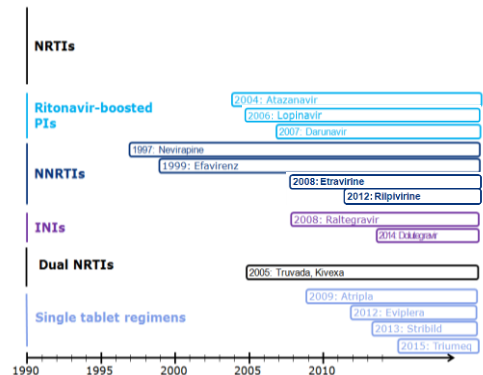 NRTIs
2004: Atazanavir
Ritonavir-boosted
PIs
2006: Lopinavir
2007: Darunavir
1997: Nevirapine
1999: Efavirenz
NNRTIs
2008: Etravirine
2012: Rilpivirine
INIs
2008: Raltegravir
2014 Ddulegravir
Dual NRTIs
2005: Truvada, Kivexa
2009: Atripla
Single tablet regimens
2012: Eviplera
2013: Stribild
2015: Triumeq
1990 1995 2000 2005 2010